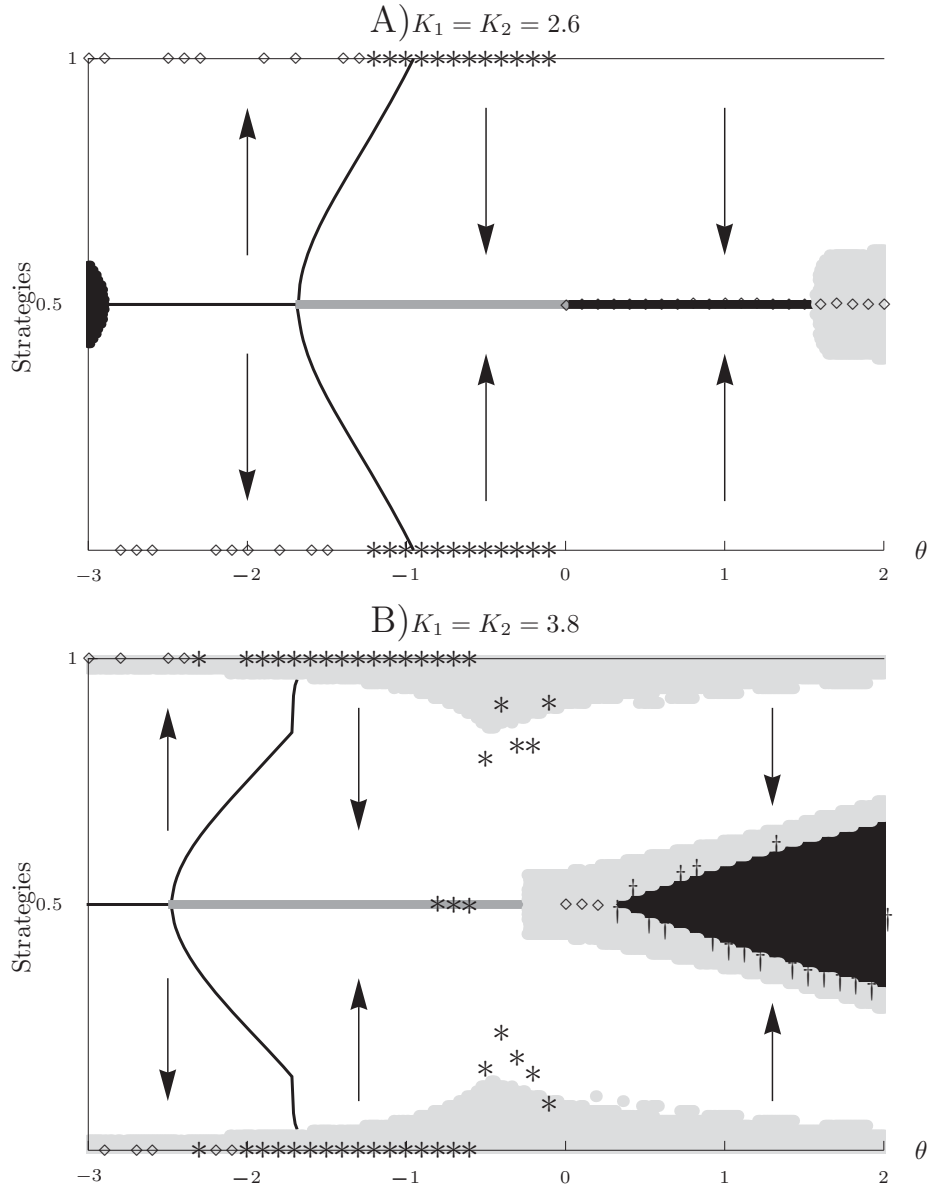 A) K₁ = K₂ = 2.6
1
Strategies
0.5
−3 −2 −1 0 1 2 θ
B) K₁ = K₂ = 3.8
1
Strategies
0.5
−3 −2 −1 0 1 2 θ